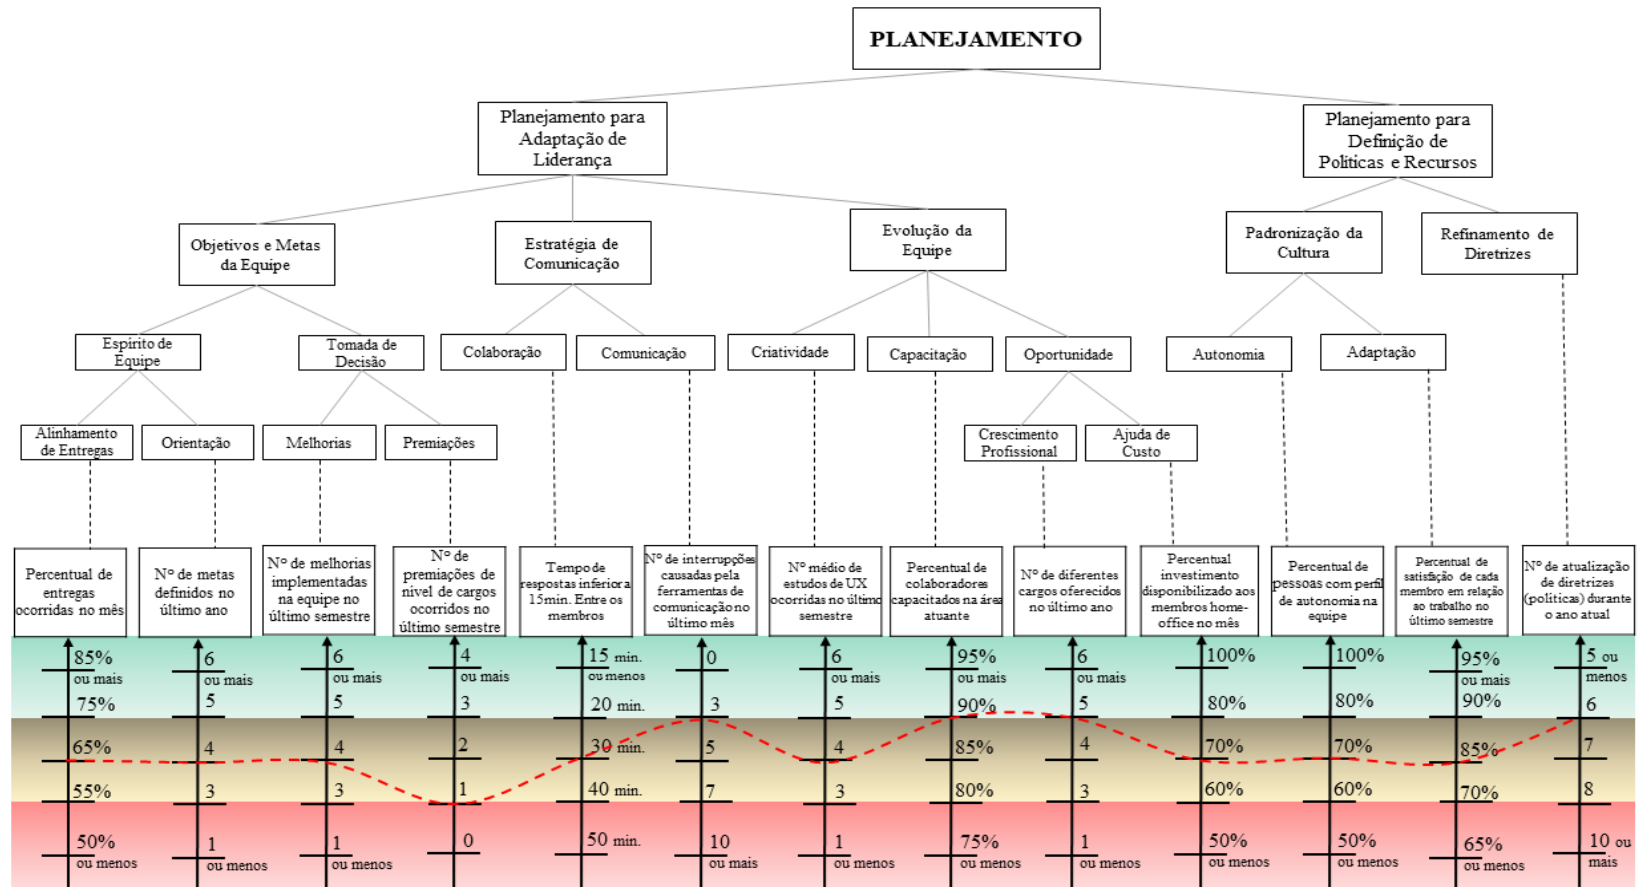 PLANEJAMENTO
Planejamento para
Adaptação de
Liderança
Planejamento para
Definição de
Políticas e Recursos
Objetivos e Metas
da Equipe
Estratégia de
Comunicação
Evolução da
Equipe
Padronização da
Cultura
Refinamento de
Diretrizes
Espirito de
Equipe
Tomada de
Decisão
Colaboração
Comunicação
Criatividade
Capacitação
Oportunidade
Autonomia
Adaptação
Alinhamento
de Entregas
Orientação
Melhorias
Premiações
Crescimento
Profissional
Ajuda de
Custo
Percentual de
entregas
ocorridas no mês
Nº de metas
definidos no
último ano
Nº de melhorias
implementadas
na equipe no
último semestre
Nº de
premiações de
nível de cargos
ocorridos no
último semestre
Tempo de
respostas inferior a
15min. Entre os
membros
Nº de interrupções
causadas pela
ferramentas de
comunicação no
último mês
Nº médio de
estudos de UX
ocorridas no último
semestre
Percentual de
colaboradores
capacitados na área
atuante
Nº de diferentes
cargos oferecidos
no último ano
Percentual
investimento
disponibilizado aos
membros home-
office no mês
Percentual de
pessoas com perfil
de autonomia na
equipe
Percentual de
satisfação de cada
membro em relação
ao trabalho no
último semestre
Nº de atualização
de diretrizes
(politicas) durante
o ano atual
85%
ou mais
75%
65%
55%
50%
ou menos
6
ou mais
5
4
3
1
ou menos
6
ou mais
5
4
3
1
ou menos
4
ou mais
3
2
1
0
15 min.
ou menos
20 min.
30 min.
40 min.
50 min.
0
3
5
7
10
ou mais
6
ou mais
5
4
3
1
ou menos
95%
ou mais
90%
85%
80%
75%
ou menos
6
ou mais
5
4
3
1
ou menos
100%
80%
70%
60%
50%
ou menos
100%
80%
70%
60%
50%
ou menos
95%
ou mais
90%
85%
70%
65%
ou menos
5 ou
menos
6
7
8
10 ou
mais